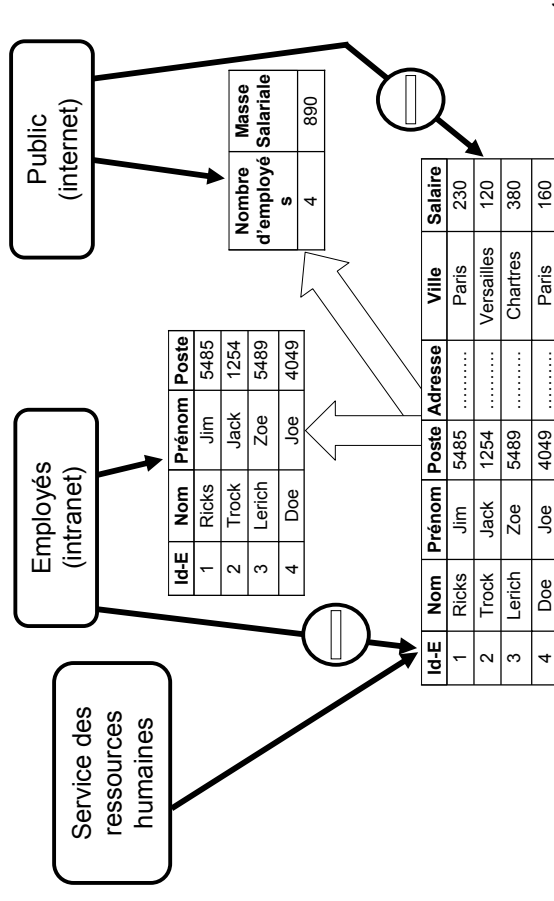 Service des
ressources
humaines
Employés
(intranet)
Public
(internet)
Id-E Nom Prénom Poste
1 Ricks Jim 5485
2 Trock Jack 1254
3 Lerich Zoe 5489
4 Doe Joe 4049
Nombre
d'employé
s
Masse
Salariale
4 890
Id-E Nom Prénom Poste Adresse Ville Salaire
1 Ricks Jim 5485 ........... Paris 230
2 Trock Jack 1254 ........... Versailles 120
3 Lerich Zoe 5489 ........... Chartres 380
4 Doe Joe 4049 ........... Paris 160